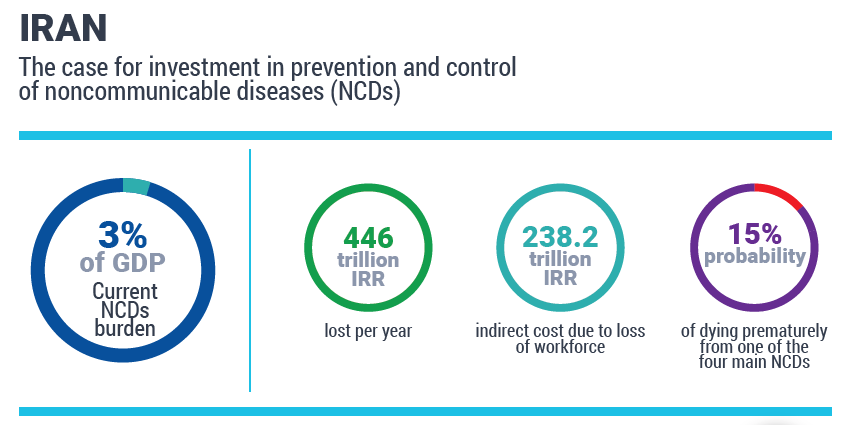 IRAN
The case for investment in prevention and control
of noncommunicable diseases (NCDs)
3%
of GDP
Current
NCDs
burden
446
trillion
IRR
lost per year
238.2
trillion
IRR
indirect cost due to loss
of workforce
15%
probability
of dying prematurely
from one of the
four main NCDs